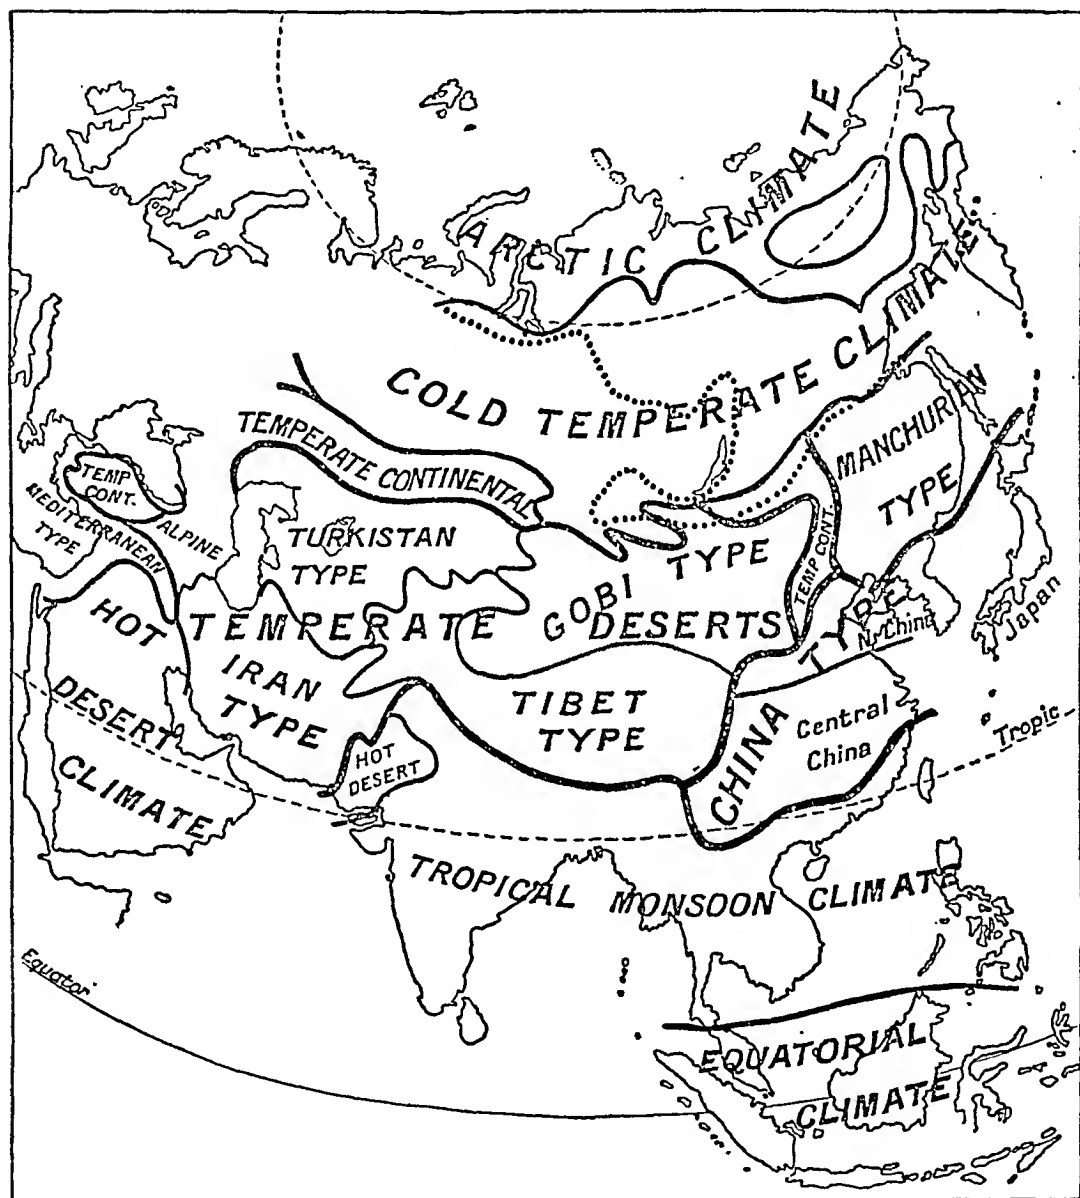 ARCTIC CLIMATE
COLD TEMPERATE CLIMATE
TEMPERATE CONTINENTAL
MANCHURIAN
TYPE
TEMP
CONT.
MEDITERRANEAN
TYPE
ALPINE
TURKISTAN
TYPE
GOBI TYPE
TEMP CONT.
HOT
TEMPERATE DESERTS
CHINA TYPE
N. China
Japan
IRAN
TYPE
TIBET
TYPE
Central
China
DESERT
CLIMATE
HOT
DESERT
Tropic
TROPICAL MONSOON CLIMATE
Equator
EQUATORIAL
CLIMATE